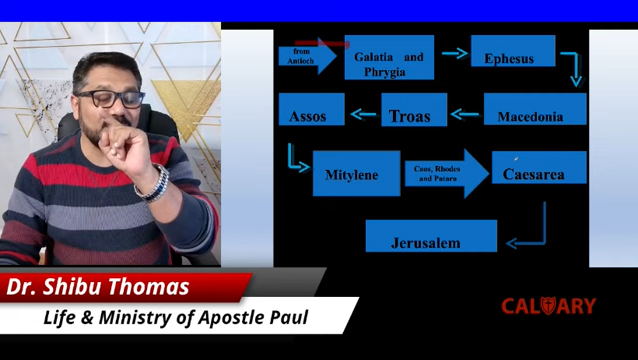 from
Antioch
Galatia and
Phrygia
Ephesus
Assos
Troas
Macedonia
Mitylene
Caos, Rhodes
and Patara
Caesarea
Jerusalem
Dr. Shibu Thomas
Life & Ministry of Apostle Paul
CALVARY